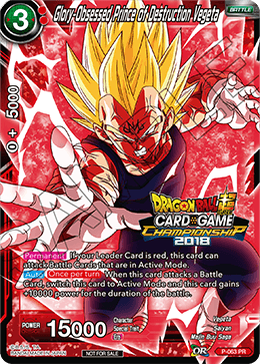 3
Glory-Obsessed Prince of Destruction, Vegeta
BATTLE
0 + 5000
DRAGON BALL
CARD GAME
CHAMPIONSHIP
2018
Permanent If your Leader Card is red, this card can
attack Battle Cards that are in Active Mode.
Auto Once per turn When this card attacks a Battle
Card, switch this card to Active Mode and this card gains
+10000 power for the duration of the battle.
Character Vegeta
Special Trait Saiyan
Era Majin Buu Saga
POWER 15000
NOT FOR SALE
P-063 PR